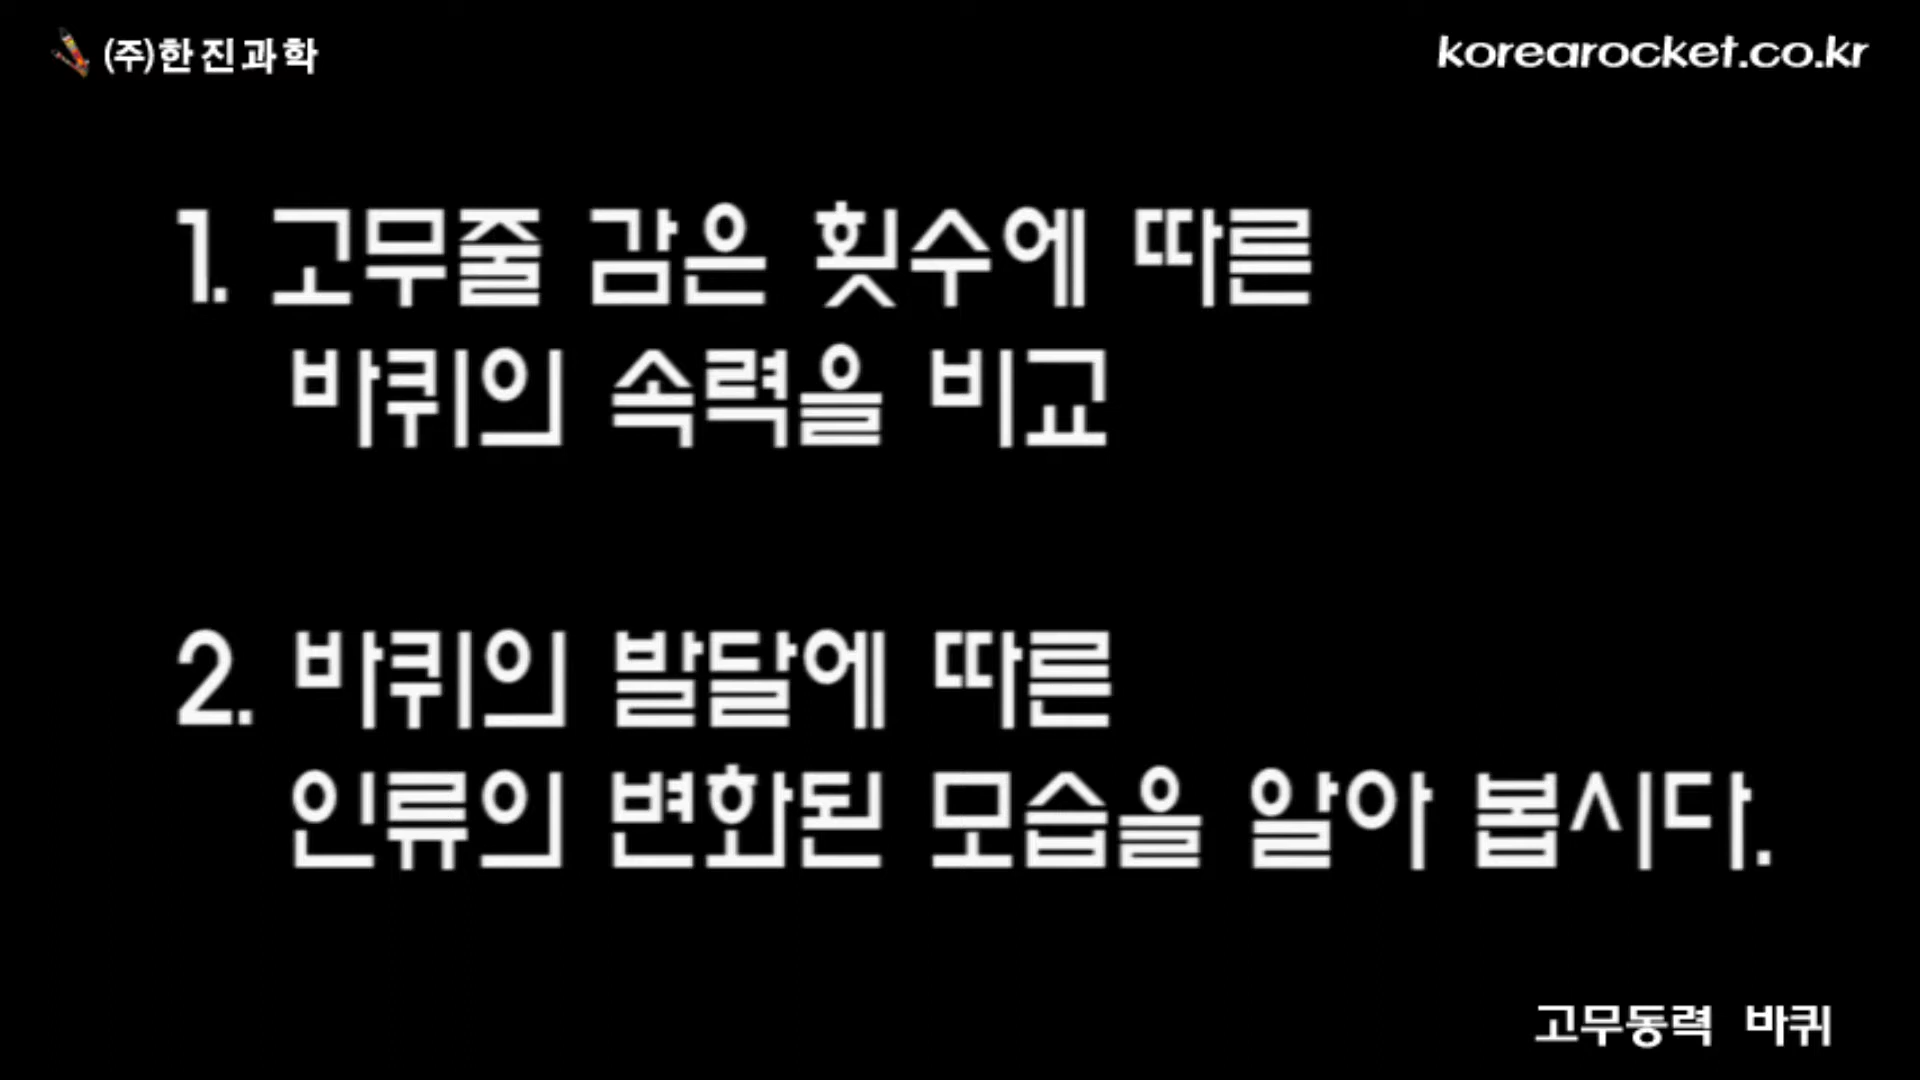 (주)한진과학
korearocket.co.kr
1. 고무줄 감은 횟수에 따른
바퀴의 속력을 비교
2. 바퀴의 발달에 따른
인류의 변화된 모습을 알아 봅시다.
고무동력 바퀴